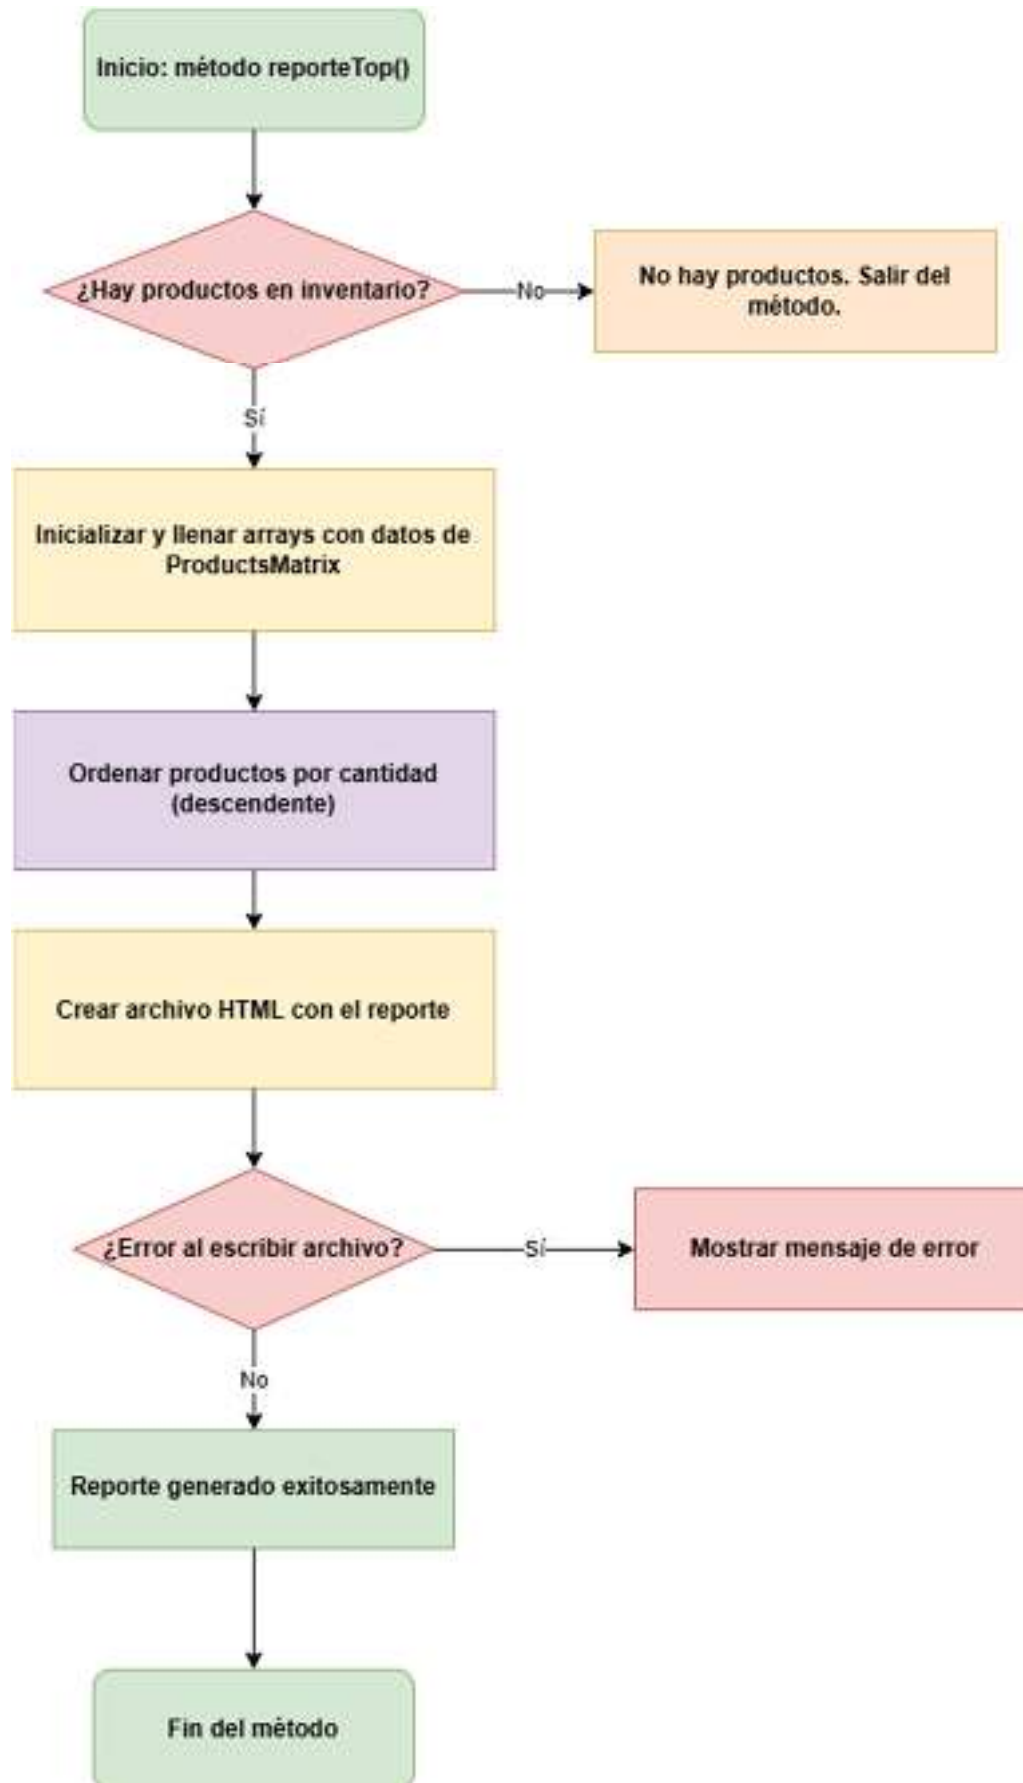 Inicio: método reporteTop()
¿Hay productos en inventario?
No
No hay productos. Salir del
método.
Sí
Inicializar y llenar arrays con datos de
ProductsMatrix
Ordenar productos por cantidad
(descendente)
Crear archivo HTML con el reporte
¿Error al escribir archivo?
Sí
Mostrar mensaje de error
No
Reporte generado exitosamente
Fin del método